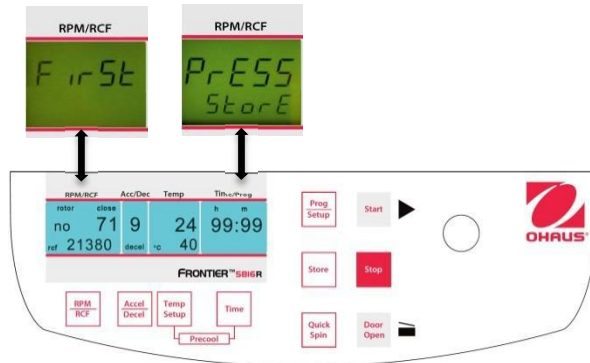 RPM/RCF
RPM/RCF
FirSt
PrESS
StorE
RPM/RCF Acc/Dec Temp Time/Prog
rotor close h m
no 71 9 24 99:99
rcf 21380 decel °C 40
FRONTIER™ 5816R
RPM
RCF
Accel
Decel
Temp
Setup
Time
Precool
Prog
Setup
Start
Store
Stop
Quick
Spin
Door
Open
OHAUS®